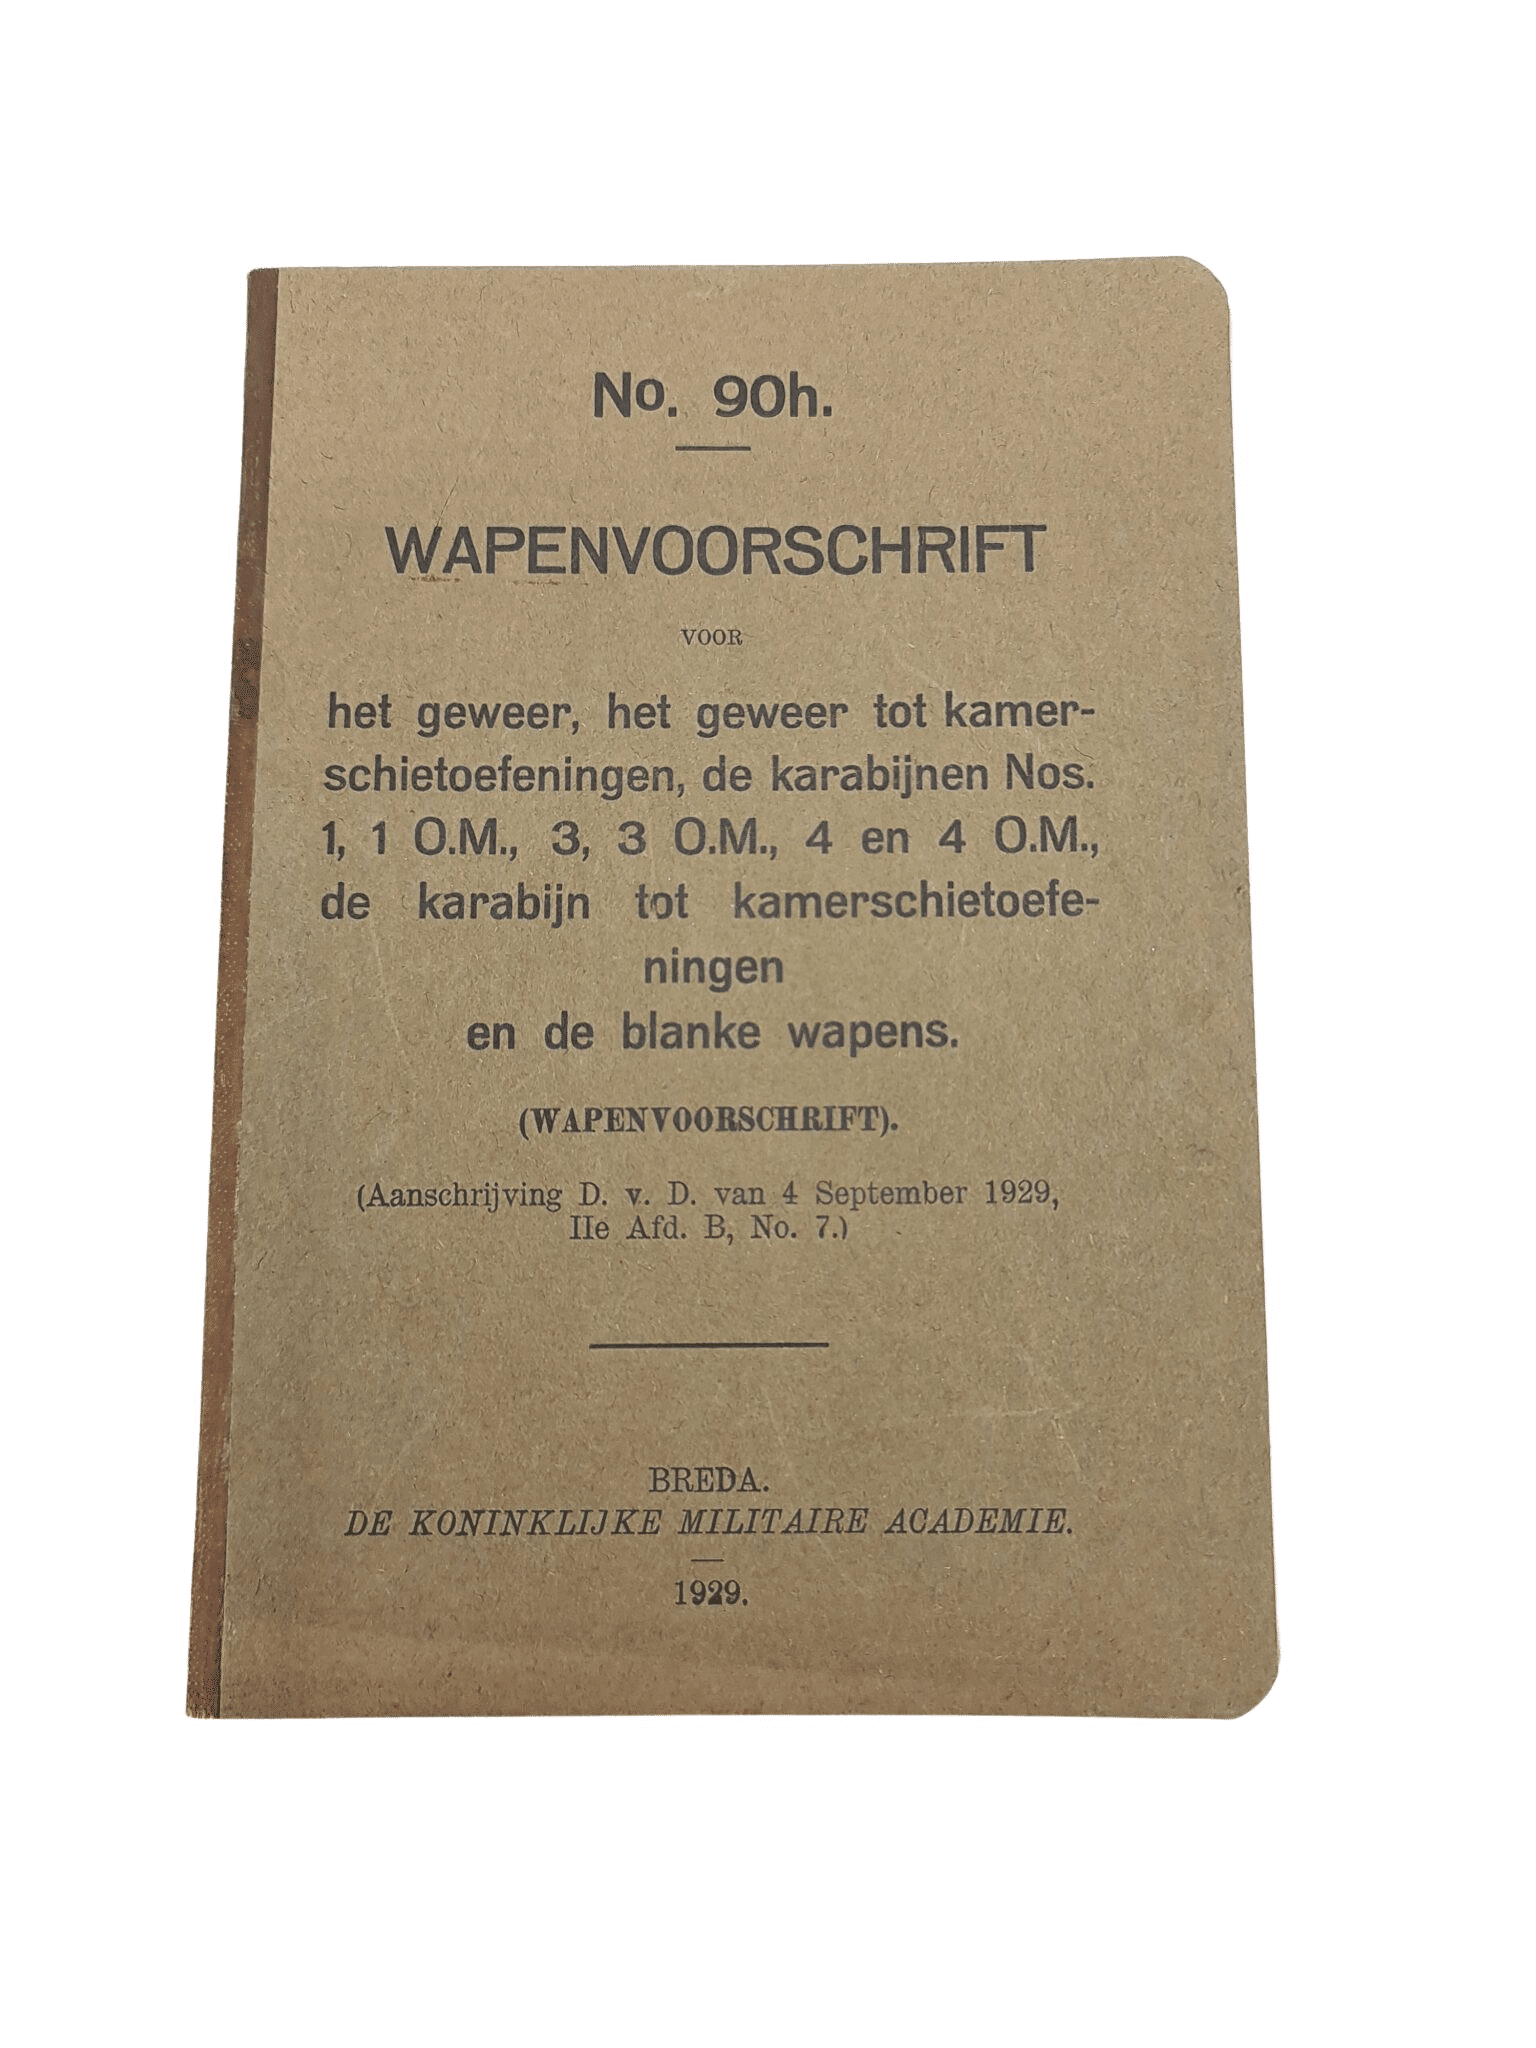 No. 90h.
WAPENVOORSCHRIFT
VOOR
het geweer, het geweer tot kamer-
schietoefeningen, de karabijnen Nos.
1, 1 O.M., 3, 3 O.M., 4 en 4 O.M.,
de karabijn tot kamerschietoefe-
ningen
en de blanke wapens.
(WAPENVOORSCHRIFT).
(Aanschrijving D. v. D. van 4 September 1929,
IIe Afd. B, No. 7.)
BREDA.
DE KONINKLIJKE MILITAIRE ACADEMIE.
1929.